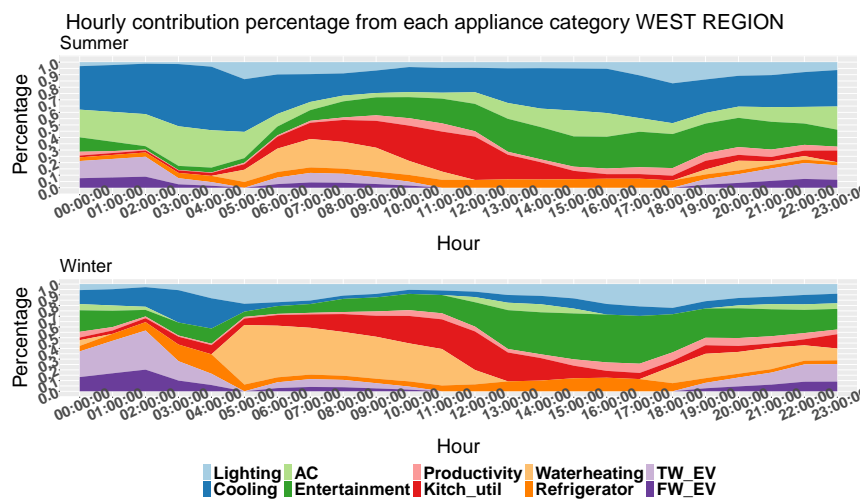 Hourly contribution percentage from each appliance category WEST REGION
Summer
Percentage
1.0
0.9
0.8
0.7
0.6
0.5
0.4
0.3
0.2
0.1
0.0
00:00:00 01:00:00 02:00:00 03:00:00 04:00:00 05:00:00 06:00:00 07:00:00 08:00:00 09:00:00 10:00:00 11:00:00 12:00:00 13:00:00 14:00:00 15:00:00 16:00:00 17:00:00 18:00:00 19:00:00 20:00:00 21:00:00 22:00:00 23:00:00
Hour
Winter
Percentage
1.0
0.9
0.8
0.7
0.6
0.5
0.4
0.3
0.2
0.1
0.0
00:00:00 01:00:00 02:00:00 03:00:00 04:00:00 05:00:00 06:00:00 07:00:00 08:00:00 09:00:00 10:00:00 11:00:00 12:00:00 13:00:00 14:00:00 15:00:00 16:00:00 17:00:00 18:00:00 19:00:00 20:00:00 21:00:00 22:00:00 23:00:00
Hour
Lighting AC Productivity Waterheating TW_EV
Cooling Entertainment Kitch_util Refrigerator FW_EV